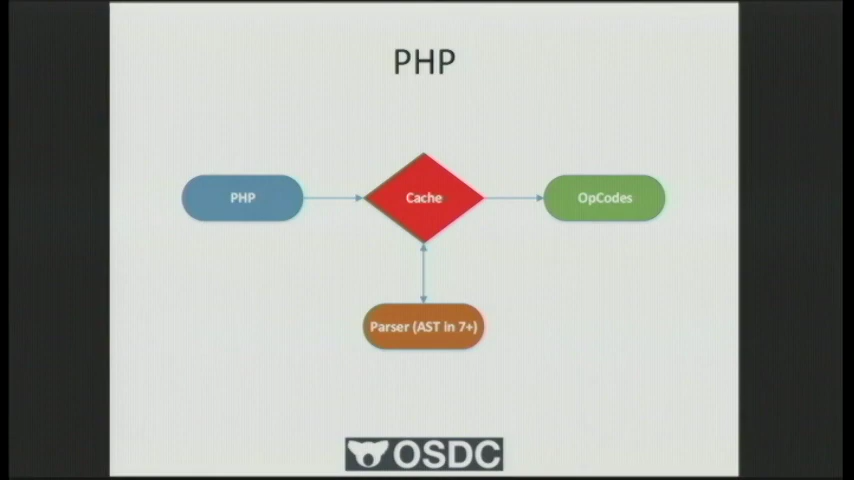 PHP
PHP
Cache
OpCodes
Parser (AST in 7+)
OSDC